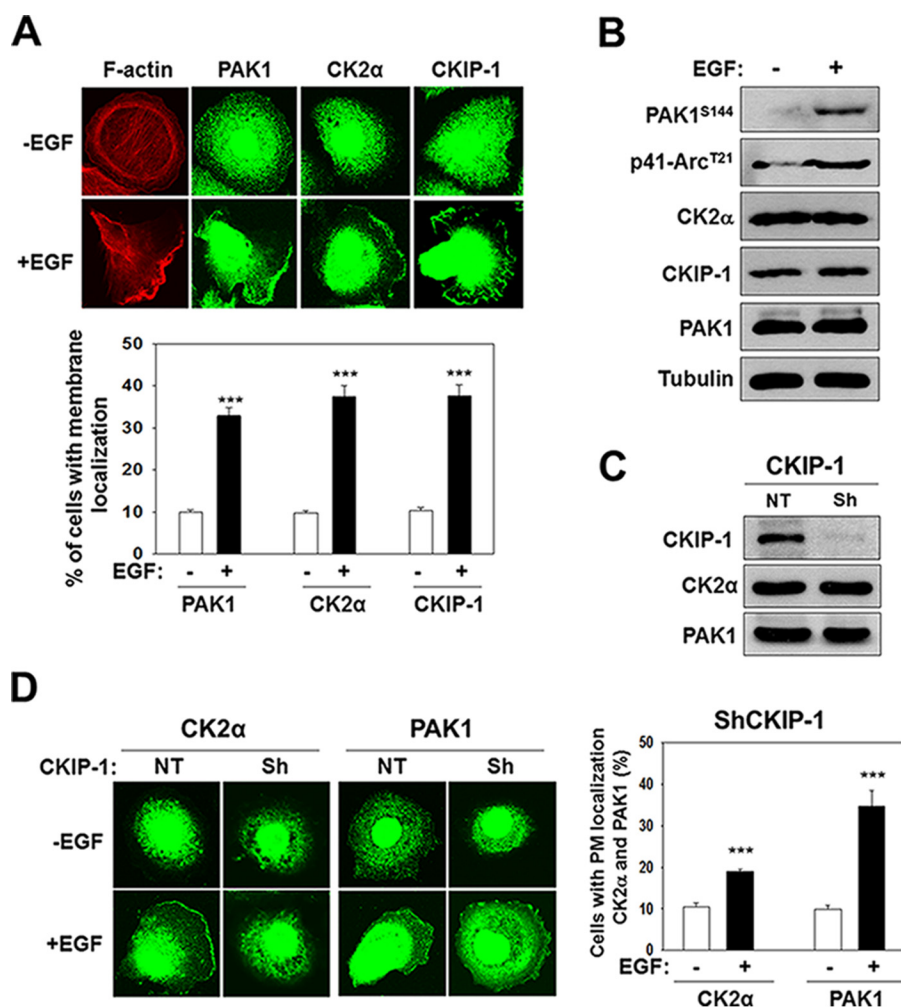 A
F-actin PAK1 CK2α CKIP-1
-EGF
+EGF
% of cells with membrane localization
50
40
30
20
10
0
*** *** ***
EGF: - + - + - +
PAK1 CK2α CKIP-1
B
EGF: - +
PAK1S144
p41-ArcT21
CK2α
CKIP-1
PAK1
Tubulin
C
CKIP-1
NT Sh
CKIP-1
CK2α
PAK1
D
CK2α PAK1
CKIP-1: NT Sh NT Sh
-EGF
+EGF
ShCKIP-1
Cells with PM localization
CK2α and PAK1 (%)
50
40
30
20
10
0
*** ***
EGF: - + - +
CK2α PAK1